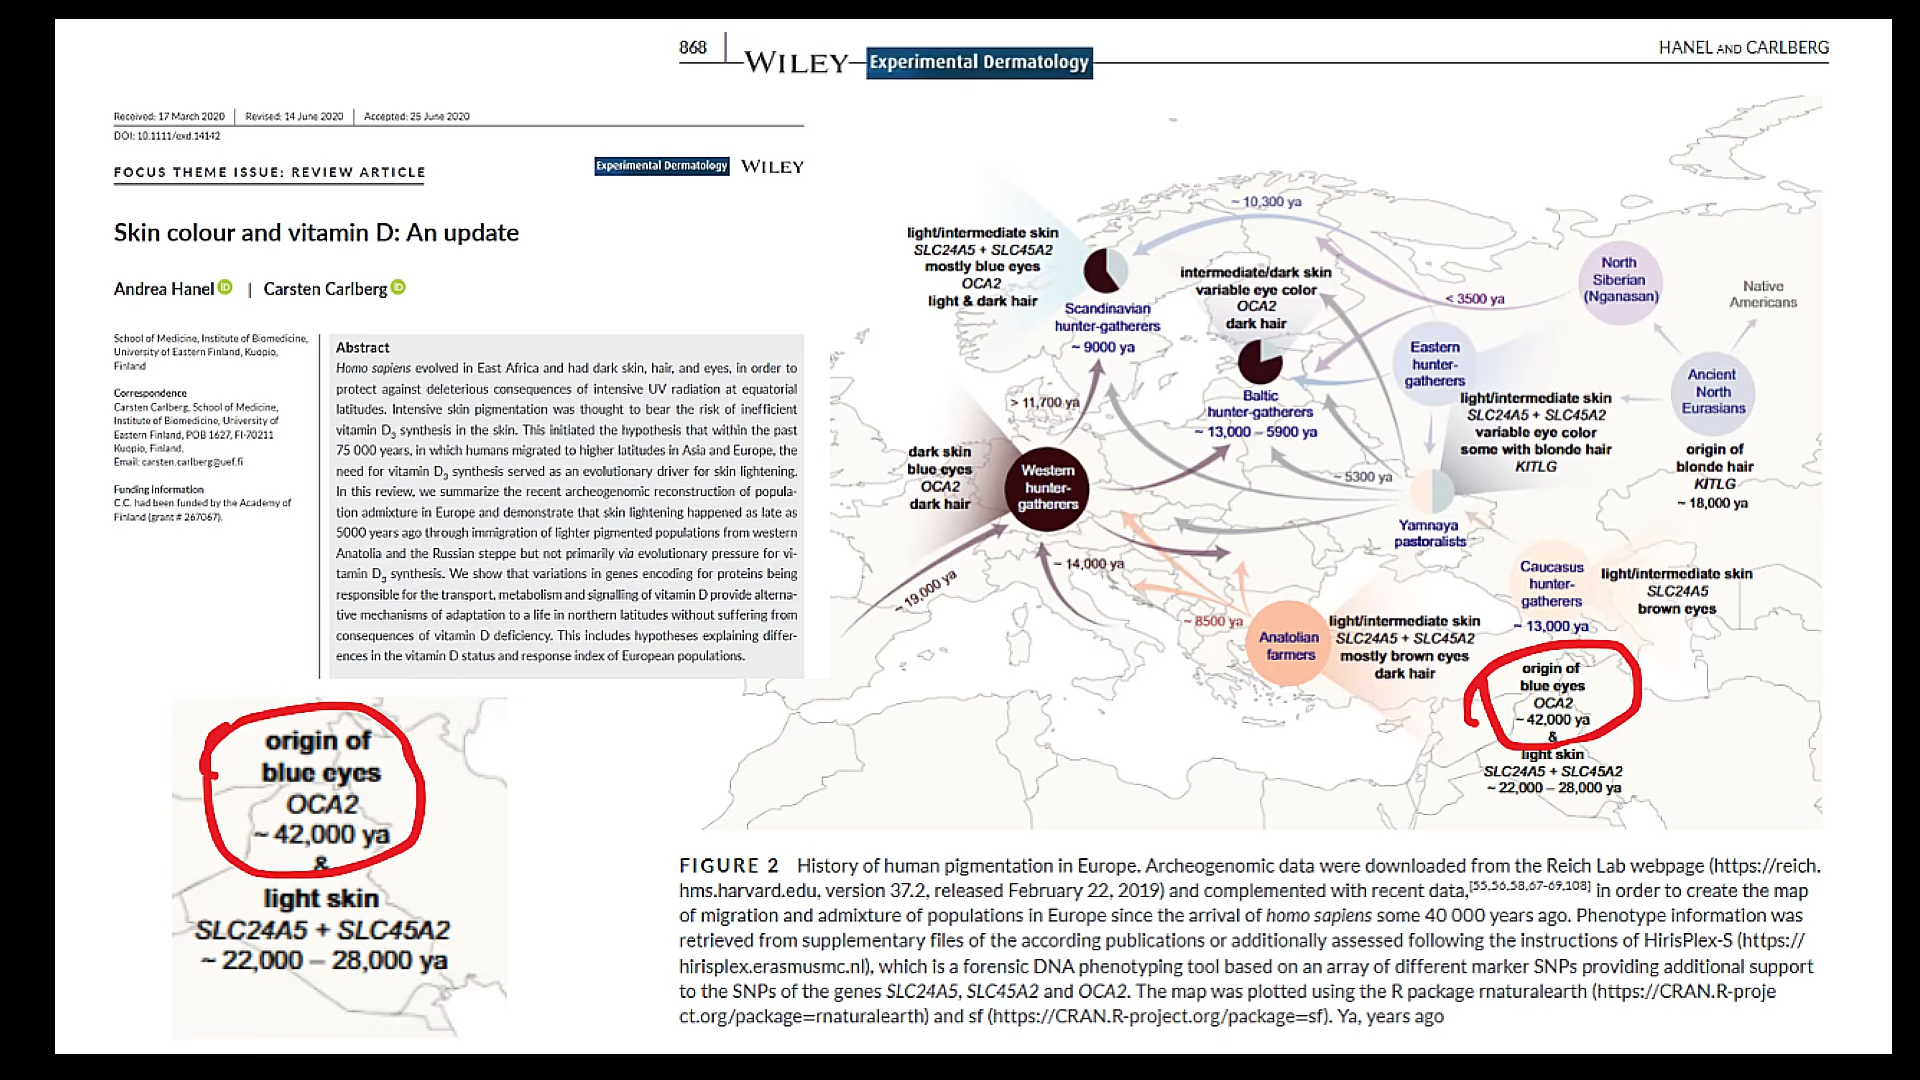 868
WILEY
Experimental Dermatology
HANEL AND CARLBERG
Received: 17 March 2020 | Revised: 14 June 2020 | Accepted: 25 June 2020
DOI: 10.1111/exd.14142
FOCUS THEME ISSUE: REVIEW ARTICLE
Experimental Dermatology WILEY
Skin colour and vitamin D: An update
Andrea Hanel | Carsten Carlberg
School of Medicine, Institute of Biomedicine,
University of Eastern Finland, Kuopio,
Finland
Correspondence
Carsten Carlberg, School of Medicine,
Institute of Biomedicine, University of
Eastern Finland, POB 1627, FI-70211
Kuopio, Finland.
Email: carsten.carlberg@uef.fi
Funding information
C.C. had been funded by the Academy of
Finland (grant # 267067).
Abstract
Homo sapiens evolved in East Africa and had dark skin, hair, and eyes, in order to
protect against deleterious consequences of intensive UV radiation at equatorial
latitudes. Intensive skin pigmentation was thought to bear the risk of inefficient
vitamin D3 synthesis in the skin. This initiated the hypothesis that within the past
75 000 years, in which humans migrated to higher latitudes in Asia and Europe, the
need for vitamin D3 synthesis served as an evolutionary driver for skin lightening.
In this review, we summarize the recent archeogenomic reconstruction of popula-
tion admixture in Europe and demonstrate that skin lightening happened as late as
5000 years ago through immigration of lighter pigmented populations from western
Anatolia and the Russian steppe but not primarily via evolutionary pressure for vi-
tamin D3 synthesis. We show that variations in genes encoding for proteins being
responsible for the transport, metabolism and signalling of vitamin D provide alterna-
tive mechanisms of adaptation to a life in northern latitudes without suffering from
consequences of vitamin D deficiency. This includes hypotheses explaining differ-
ences in the vitamin D status and response index of European populations.
origin of
blue eyes
OCA2
~ 42,000 ya
&
light skin
SLC24A5 + SLC45A2
~ 22,000 – 28,000 ya
~ 10,300 ya
light/intermediate skin
SLC24A5 + SLC45A2
mostly blue eyes
OCA2
light & dark hair
Scandinavian
hunter-gatherers
~ 9000 ya
intermediate/dark skin
variable eye color
OCA2
dark hair
Baltic
hunter-gatherers
~ 13,000 – 5900 ya
North
Siberian
(Nganasan)
Native
Americans
< 3500 ya
Eastern
hunter-
gatherers
light/intermediate skin
SLC24A5 + SLC45A2
variable eye color
some with blonde hair
KITLG
Ancient
North
Eurasians
origin of
blonde hair
KITLG
~ 18,000 ya
> 11,700 ya
dark skin
blue eyes
OCA2
dark hair
Western
hunter-
gatherers
~ 5300 ya
Yamnaya
pastoralists
~ 19,000 ya
~ 14,000 ya
~ 8500 ya
Anatolian
farmers
light/intermediate skin
SLC24A5 + SLC45A2
mostly brown eyes
dark hair
Caucasus
hunter-
gatherers
~ 13,000 ya
light/intermediate skin
SLC24A5
brown eyes
origin of
blue eyes
OCA2
~ 42,000 ya
&
light skin
SLC24A5 + SLC45A2
~ 22,000 – 28,000 ya
FIGURE 2 History of human pigmentation in Europe. Archeogenomic data were downloaded from the Reich Lab webpage (https://reich.
hms.harvard.edu, version 37.2, released February 22, 2019) and complemented with recent data,[55,56,58,67-69,108] in order to create the map
of migration and admixture of populations in Europe since the arrival of homo sapiens some 40 000 years ago. Phenotype information was
retrieved from supplementary files of the according publications or additionally assessed following the instructions of HirisPlex-S (https://
hirisplex.erasmusmc.nl), which is a forensic DNA phenotyping tool based on an array of different marker SNPs providing additional support
to the SNPs of the genes SLC24A5, SLC45A2 and OCA2. The map was plotted using the R package rnaturalearth (https://CRAN.R-proje
ct.org/package=rnaturalearth) and sf (https://CRAN.R-project.org/package=sf). Ya, years ago